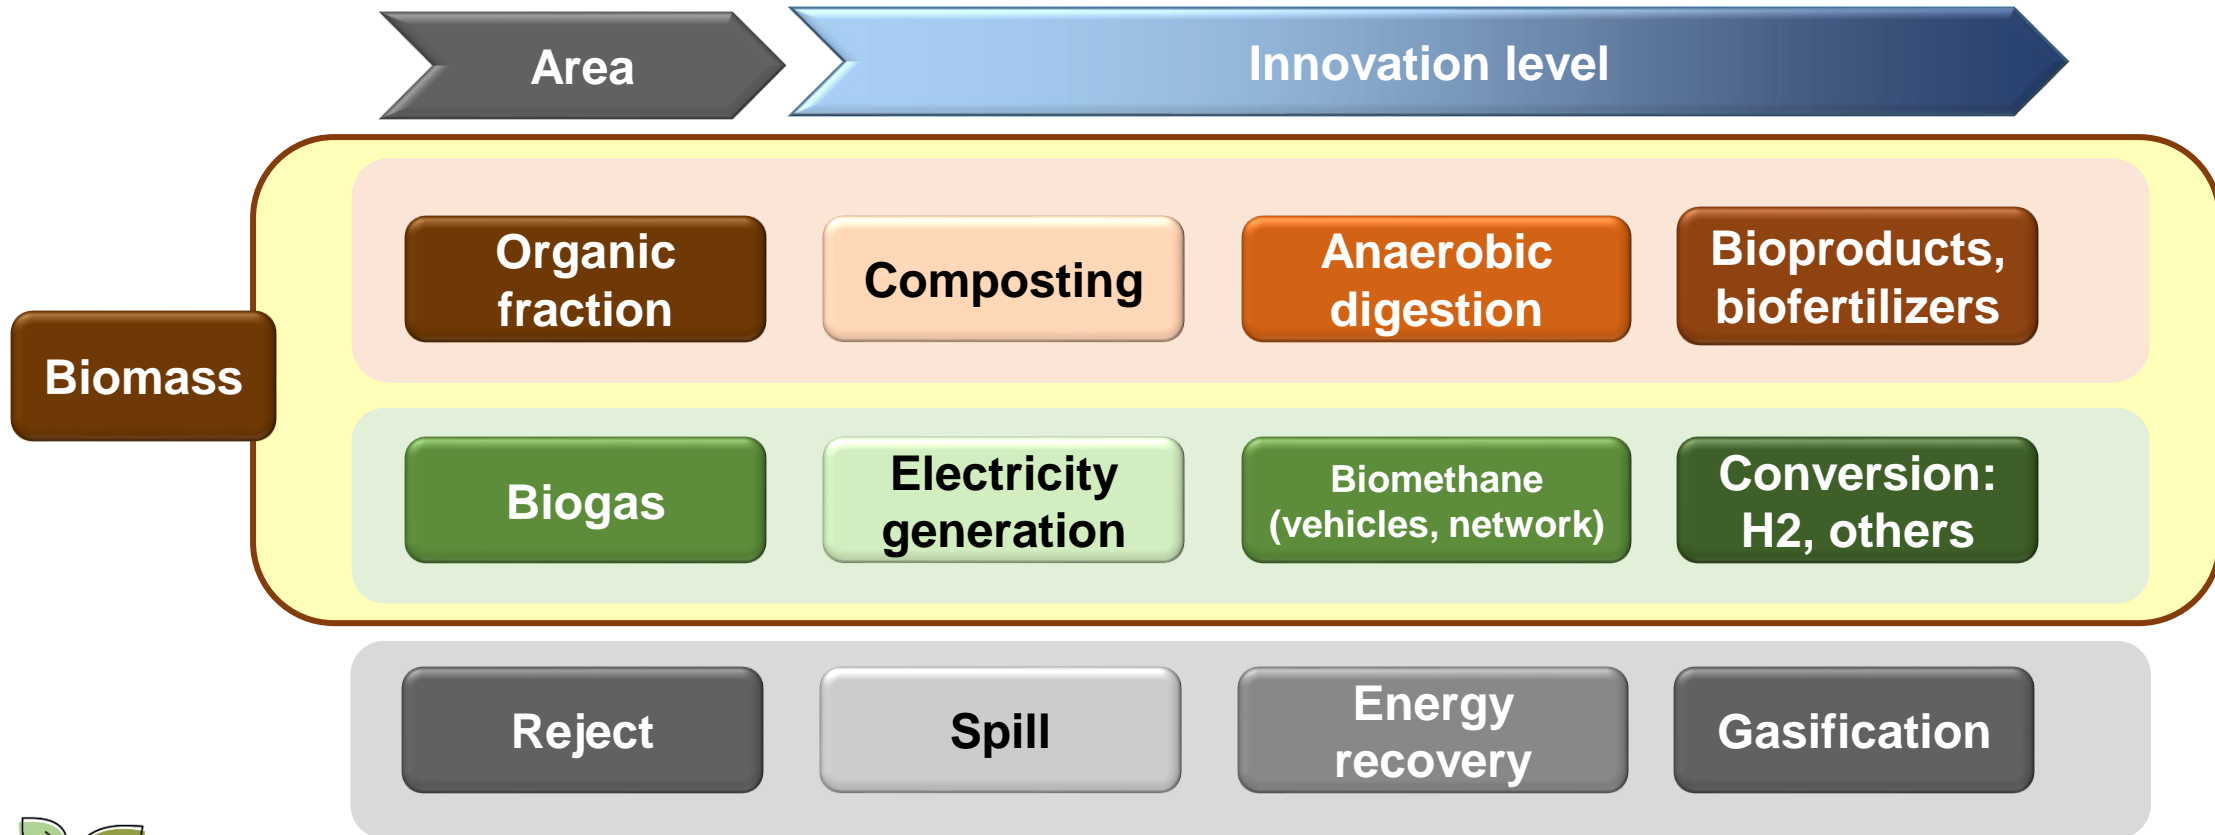 Area
Innovation level
Organic
fraction
Composting
Anaerobic
digestion
Bioproducts,
biofertilizers
Biomass
Biogas
Electricity
generation
Biomethane
(vehicles, network)
Conversion:
H2, others
Reject
Spill
Energy
recovery
Gasification